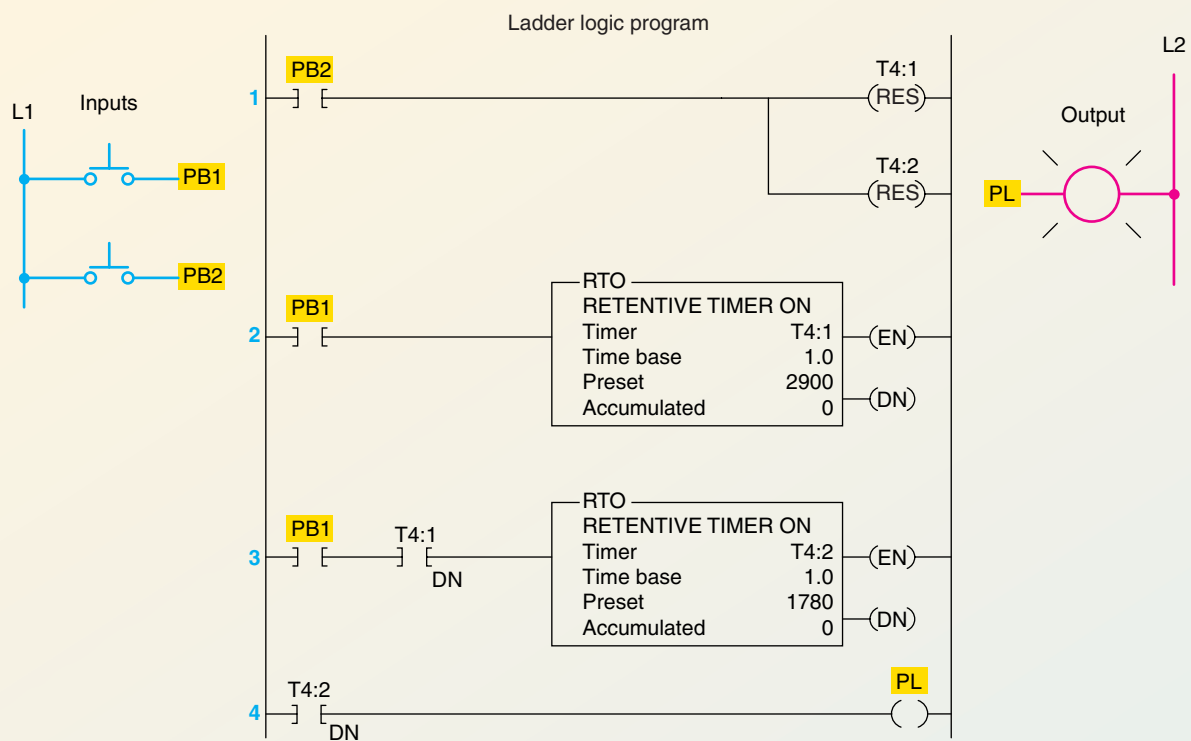 Ladder logic program
L1
Inputs
PB1
PB2
1
PB2
T4:1
RES
T4:2
RES
2
PB1
RTO
RETENTIVE TIMER ON
Timer T4:1
Time base 1.0
Preset 2900
Accumulated 0
EN
DN
3
PB1
T4:1
DN
RTO
RETENTIVE TIMER ON
Timer T4:2
Time base 1.0
Preset 1780
Accumulated 0
EN
DN
4
T4:2
DN
PL
L2
Output
PL